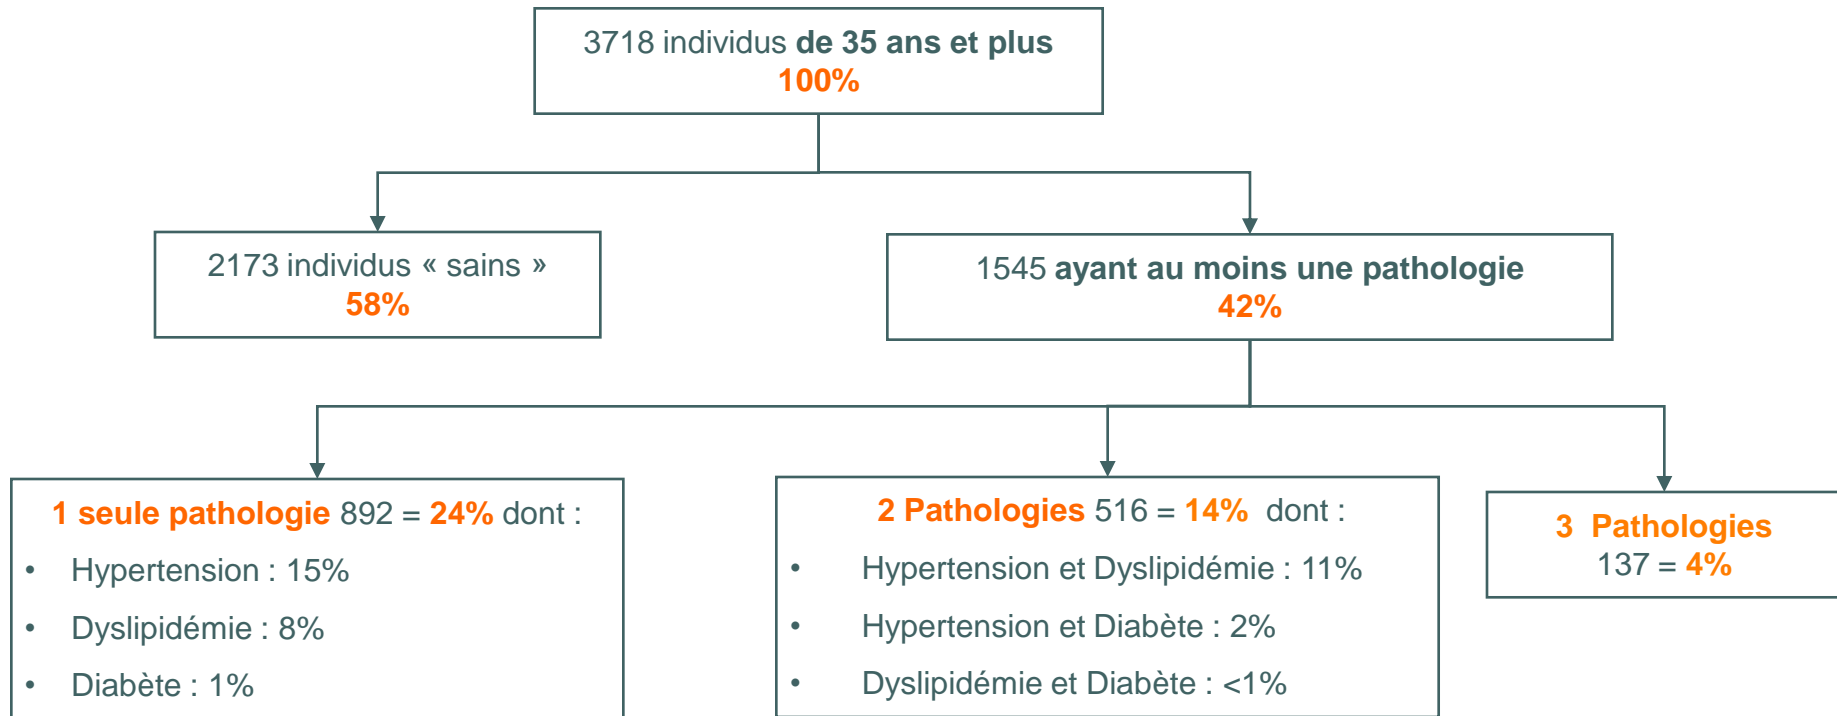 3718 individus de 35 ans et plus
100%
2173 individus « sains »
58%
1545 ayant au moins une pathologie
42%
1 seule pathologie 892 = 24% dont :
• Hypertension : 15%
• Dyslipidémie : 8%
• Diabète : 1%
2 Pathologies 516 = 14% dont :
• Hypertension et Dyslipidémie : 11%
• Hypertension et Diabète : 2%
• Dyslipidémie et Diabète : <1%
3 Pathologies
137 = 4%